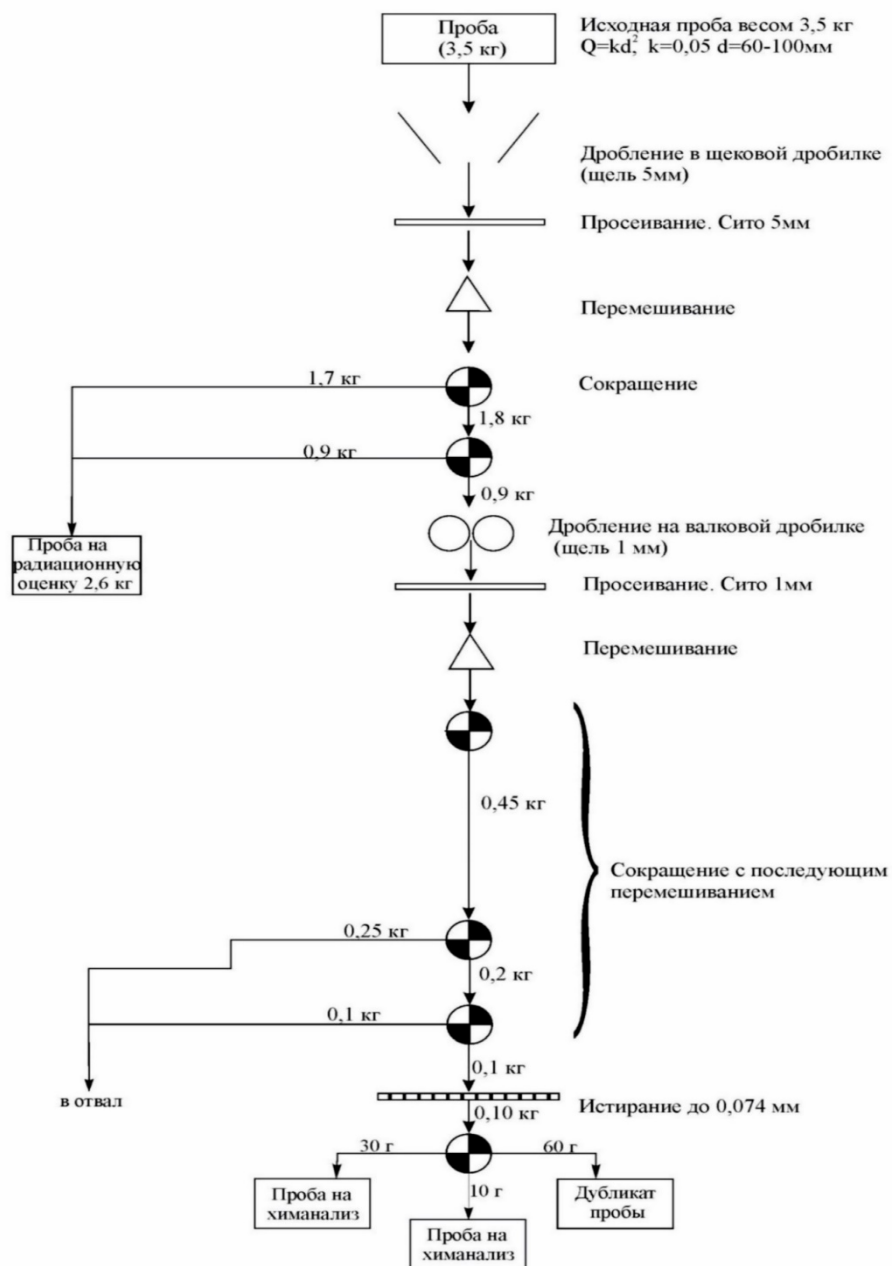 Проба
(3,5 кг)
Исходная проба весом 3,5 кг
Q=kd², k=0,05 d=60-100мм
Дробление в щековой дробилке
(щель 5мм)
Просеивание. Сито 5мм
Перемешивание
1,7 кг
Сокращение
1,8 кг
0,9 кг
0,9 кг
Дробление на валковой дробилке
(щель 1 мм)
Проба на
радиационную
оценку 2,6 кг
Просеивание. Сито 1мм
Перемешивание
0,45 кг
Сокращение с последующим
перемешиванием
0,25 кг
0,2 кг
0,1 кг
0,1 кг
в отвал
Истирание до 0,074 мм
0,10 кг
30 г
60 г
10 г
Проба на
химанализ
Дубликат
пробы
Проба на
химанализ